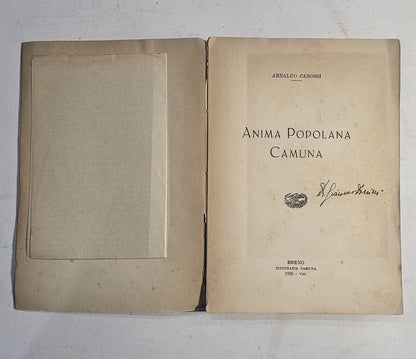 ARNALDO CANOSSI
ANIMA POPOLANA
CAMUNA
BRENO
TIPOGRAFIA CAMUNA